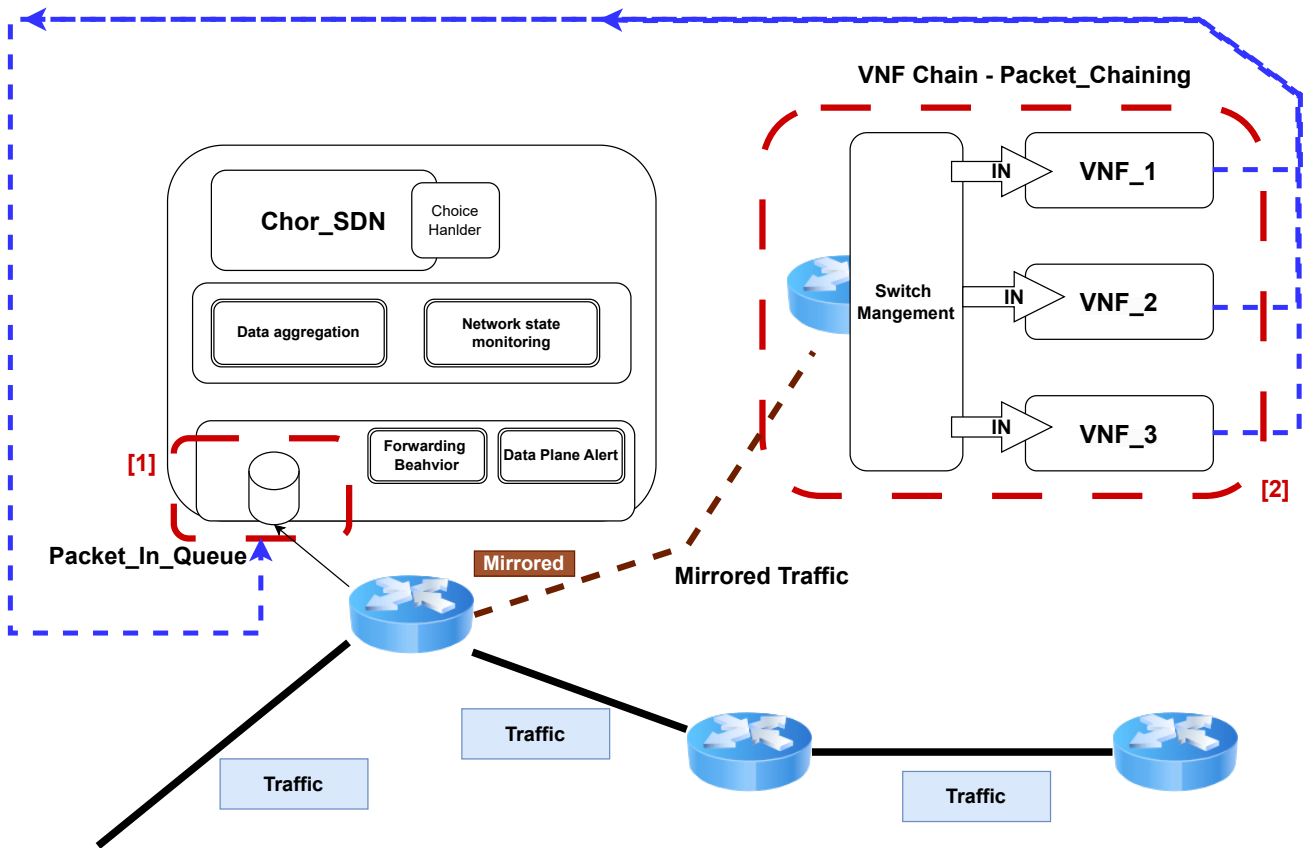 VNF Chain - Packet_Chaining
Chor_SDN
Choice
Hanlder
Data aggregation
Network state
monitoring
[1]
Forwarding
Beahvior
Data Plane Alert
Packet_In_Queue
Switch
Mangement
IN
VNF_1
IN
VNF_2
IN
VNF_3
[2]
Mirrored
Mirrored Traffic
Traffic
Traffic
Traffic